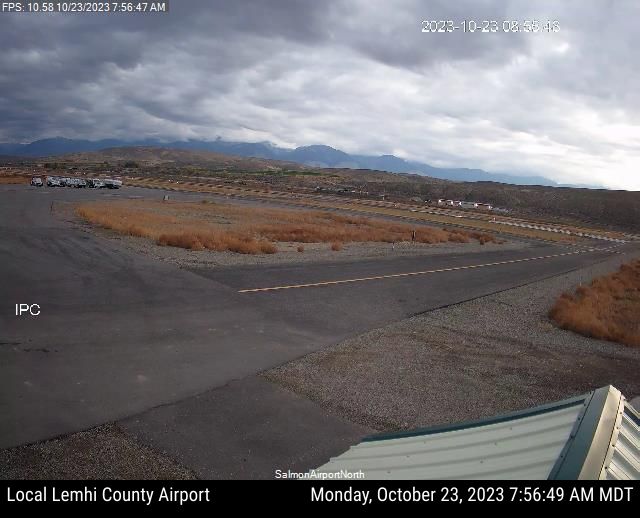 FPS: 10.58 10/23/2023 7:56:47 AM
2023-10-23 08:55:46
IPC
SalmonAirportNorth
Local Lemhi County Airport
Monday, October 23, 2023 7:56:49 AM MDT